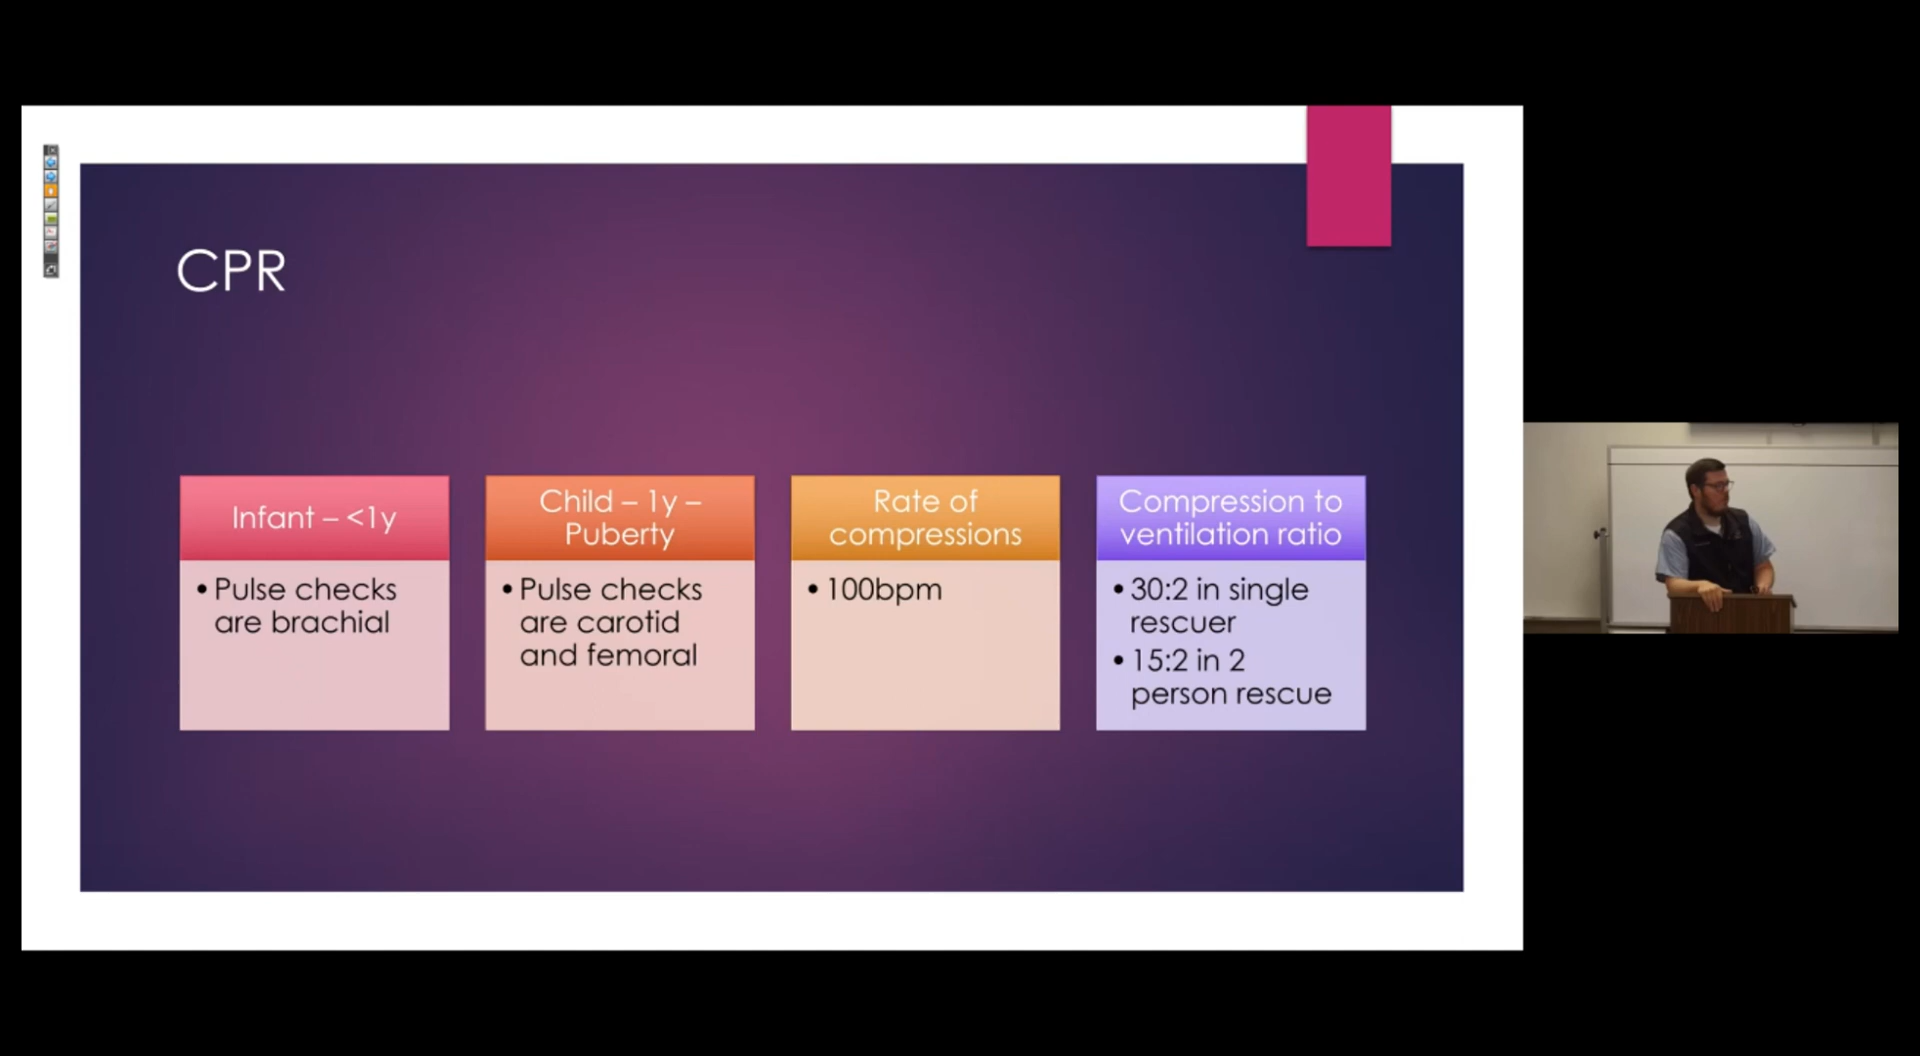 CPR
Infant – <1y
• Pulse checks
are brachial
Child – 1y –
Puberty
• Pulse checks
are carotid
and femoral
Rate of
compressions
• 100bpm
Compression to
ventilation ratio
• 30:2 in single
rescuer
• 15:2 in 2
person rescue